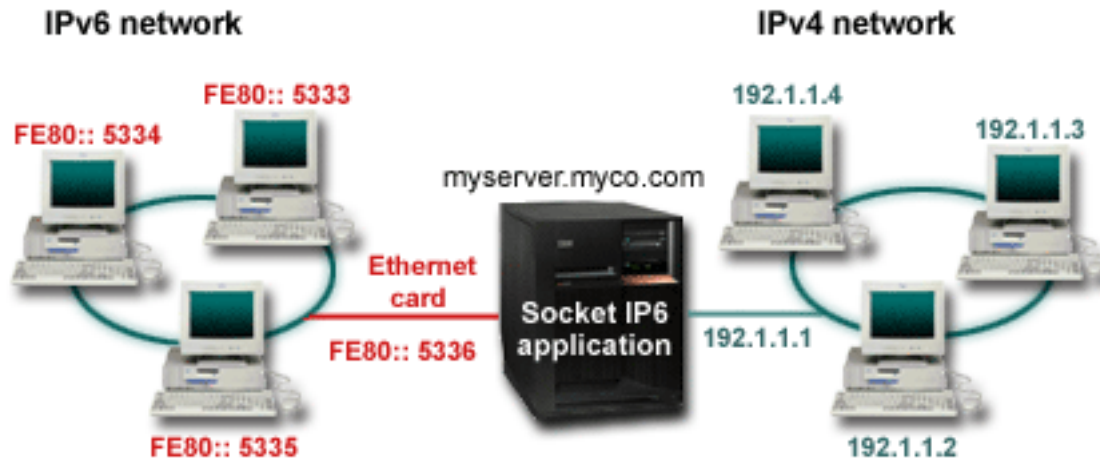 IPv6 network
IPv4 network
FE80:: 5333
FE80:: 5334
192.1.1.4
192.1.1.3
myserver.myco.com
Ethernet
card
FE80:: 5336
Socket IP6
application
192.1.1.1
FE80:: 5335
192.1.1.2